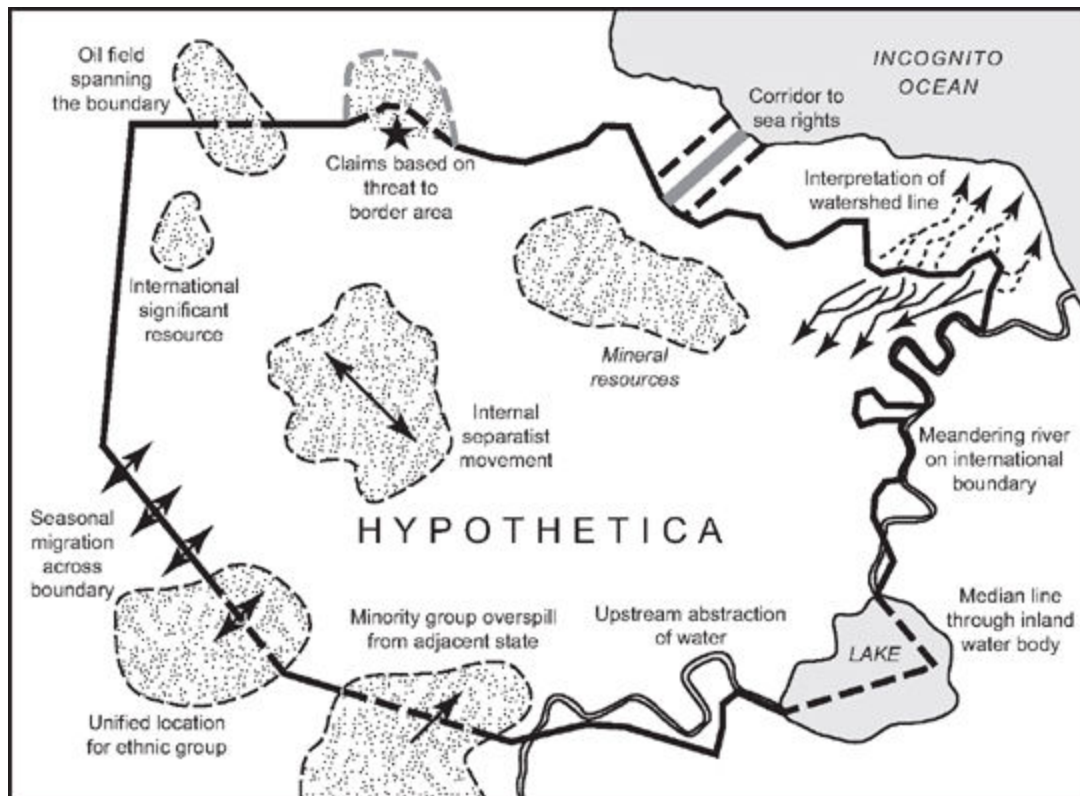 Oil field
spanning
the boundary
INCOGNITO
OCEAN
Corridor to
sea rights
Claims based on
threat to
border area
Interpretation of
watershed line
International
significant
resource
Mineral
resources
Internal
separatist
movement
Meandering river
on international
boundary
HYPOTHETICA
Seasonal
migration
across
boundary
Minority group overspill
from adjacent state
Upstream abstraction
of water
Median line
through inland
water body
LAKE
Unified location
for ethnic group